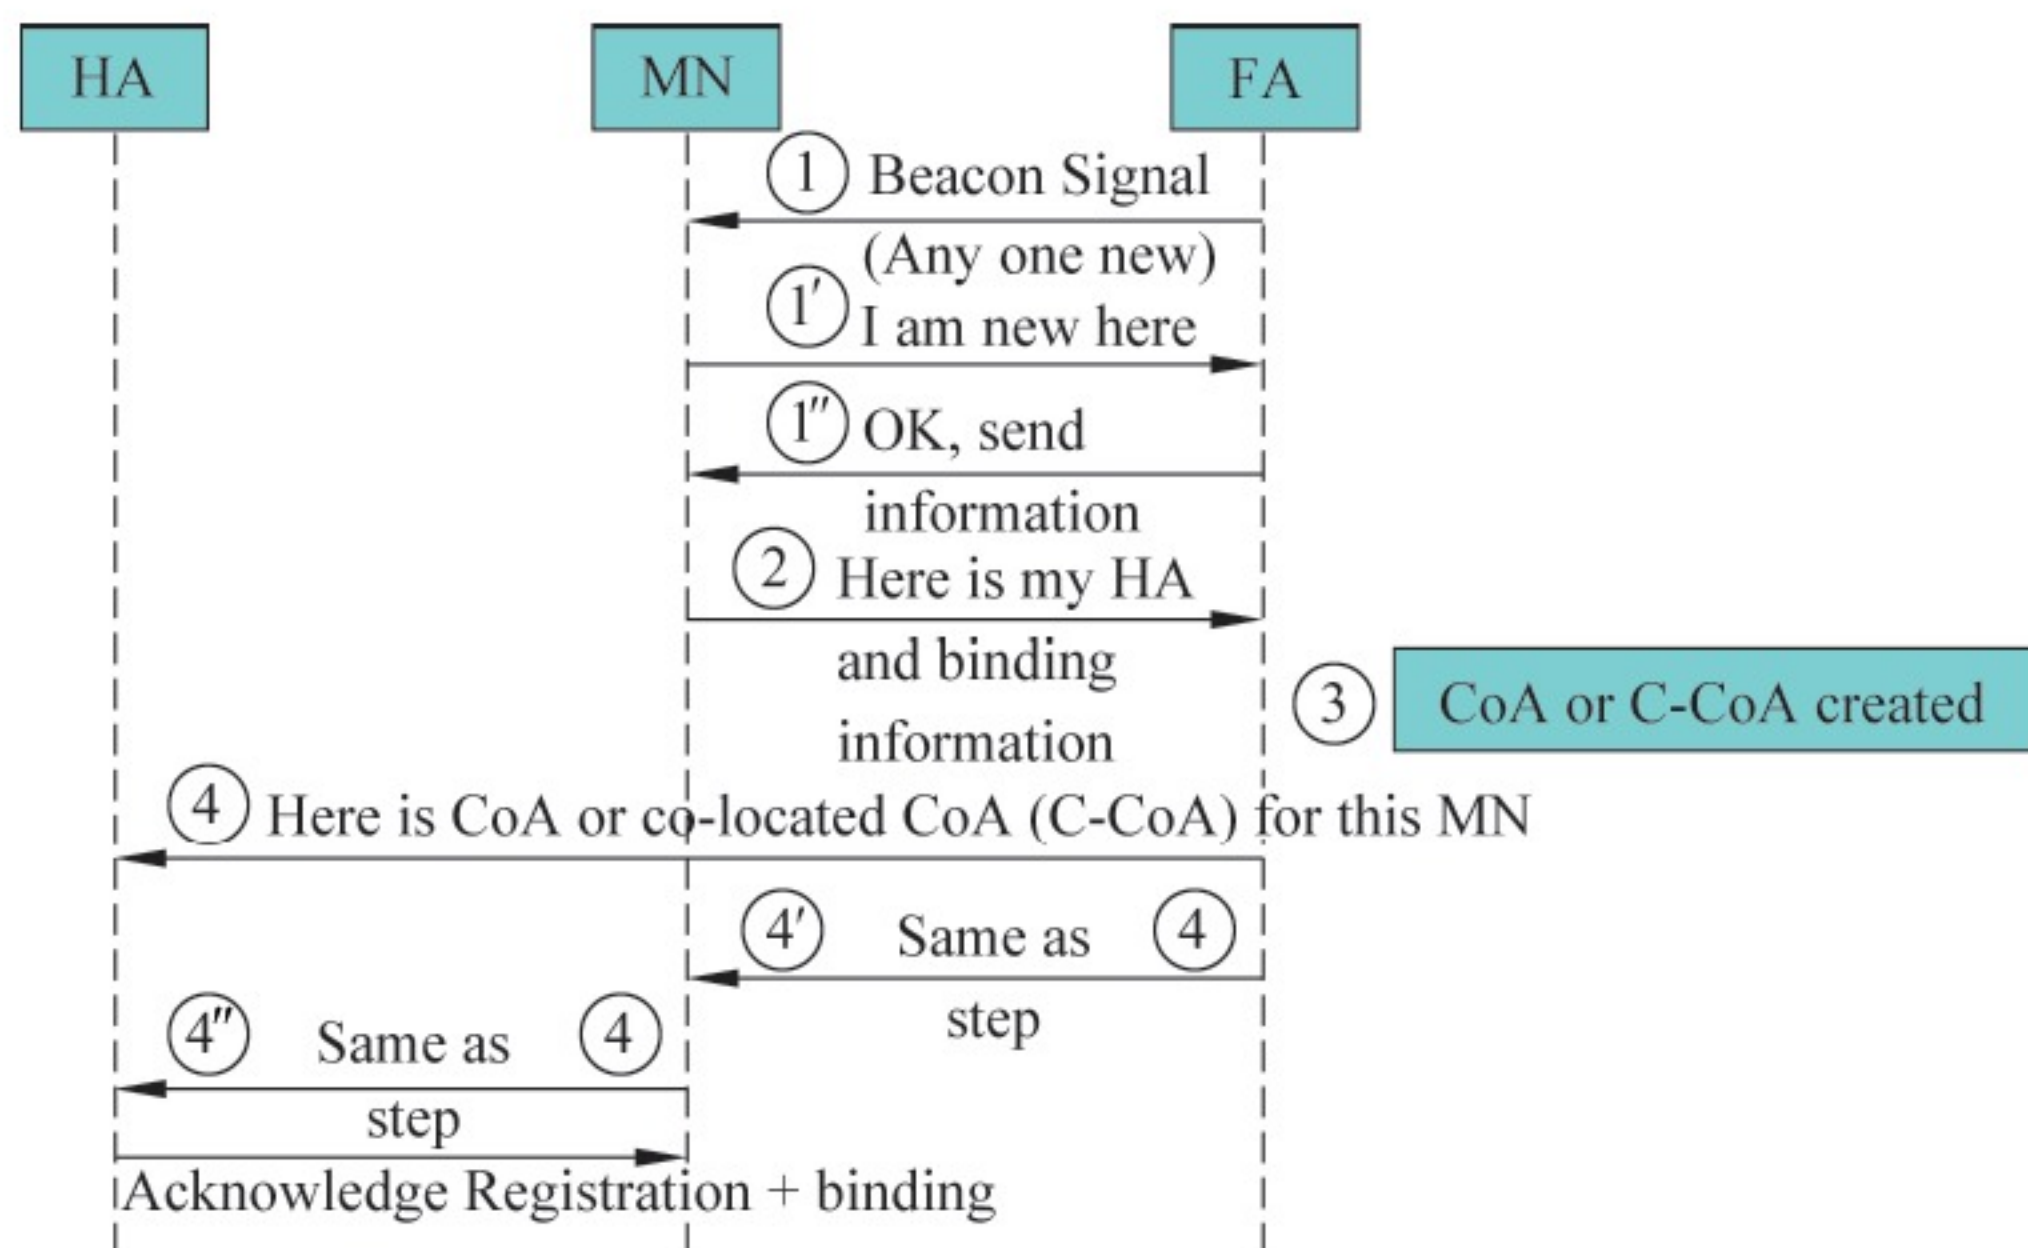 HA MN FA
1 Beacon Signal
(Any one new)
1′ I am new here
1″ OK, send
information
2 Here is my HA
and binding
information
3 CoA or C-CoA created
4 Here is CoA or co-located CoA (C-CoA) for this MN
4′ Same as 4
step
4″ Same as 4
step
Acknowledge Registration + binding